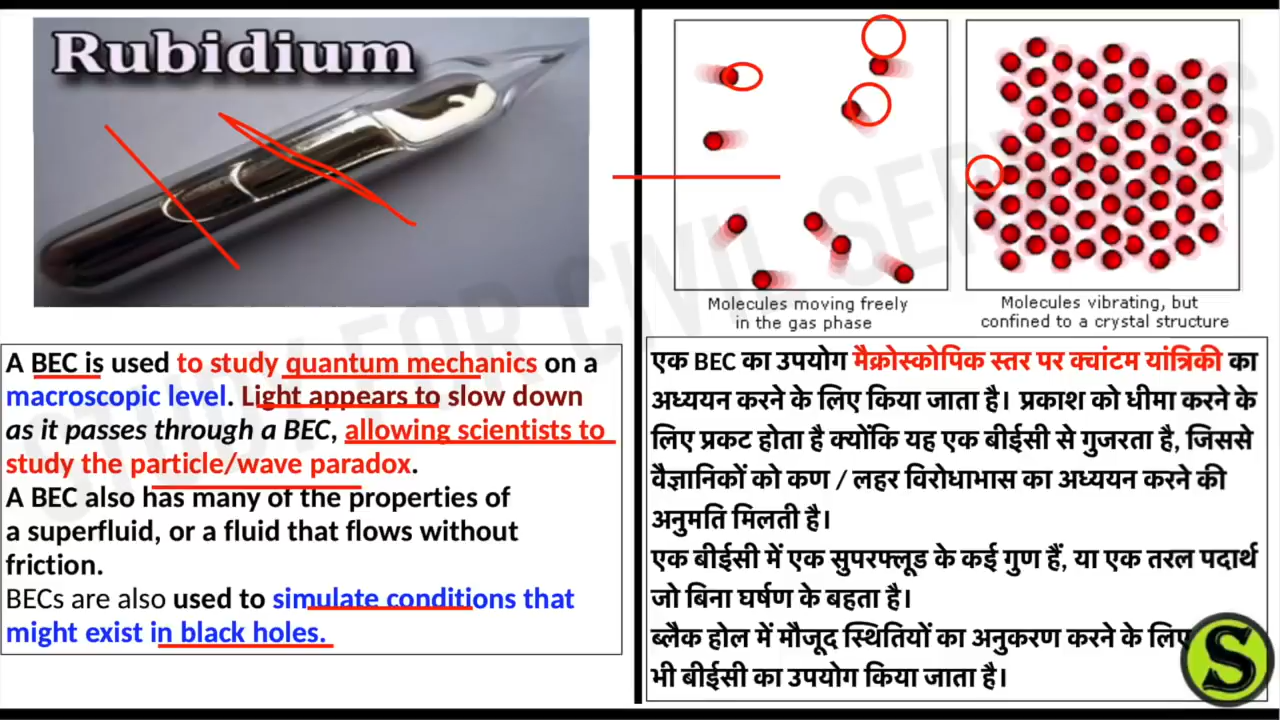 Rubidium
A BEC is used to study quantum mechanics on a
macroscopic level. Light appears to slow down
as it passes through a BEC, allowing scientists to
study the particle/wave paradox.
A BEC also has many of the properties of
a superfluid, or a fluid that flows without
friction.
BECs are also used to simulate conditions that
might exist in black holes.
Molecules moving freely
in the gas phase
Molecules vibrating, but
confined to a crystal structure
एक BEC का उपयोग मैक्रोस्कोपिक स्तर पर क्वांटम यांत्रिकी का
अध्ययन करने के लिए किया जाता है। प्रकाश को धीमा करने के
लिए प्रकट होता है क्योंकि यह एक बीईसी से गुजरता है, जिससे
वैज्ञानिकों को कण / लहर विरोधाभास का अध्ययन करने की
अनुमति मिलती है।
एक बीईसी में एक सुपरफ्लूड के कई गुण हैं, या एक तरल पदार्थ
जो बिना घर्षण के बहता है।
ब्लैक होल में मौजूद स्थितियों का अनुकरण करने के लिए
भी बीईसी का उपयोग किया जाता है।
S
STUDY FOR CIVIL SERVICES